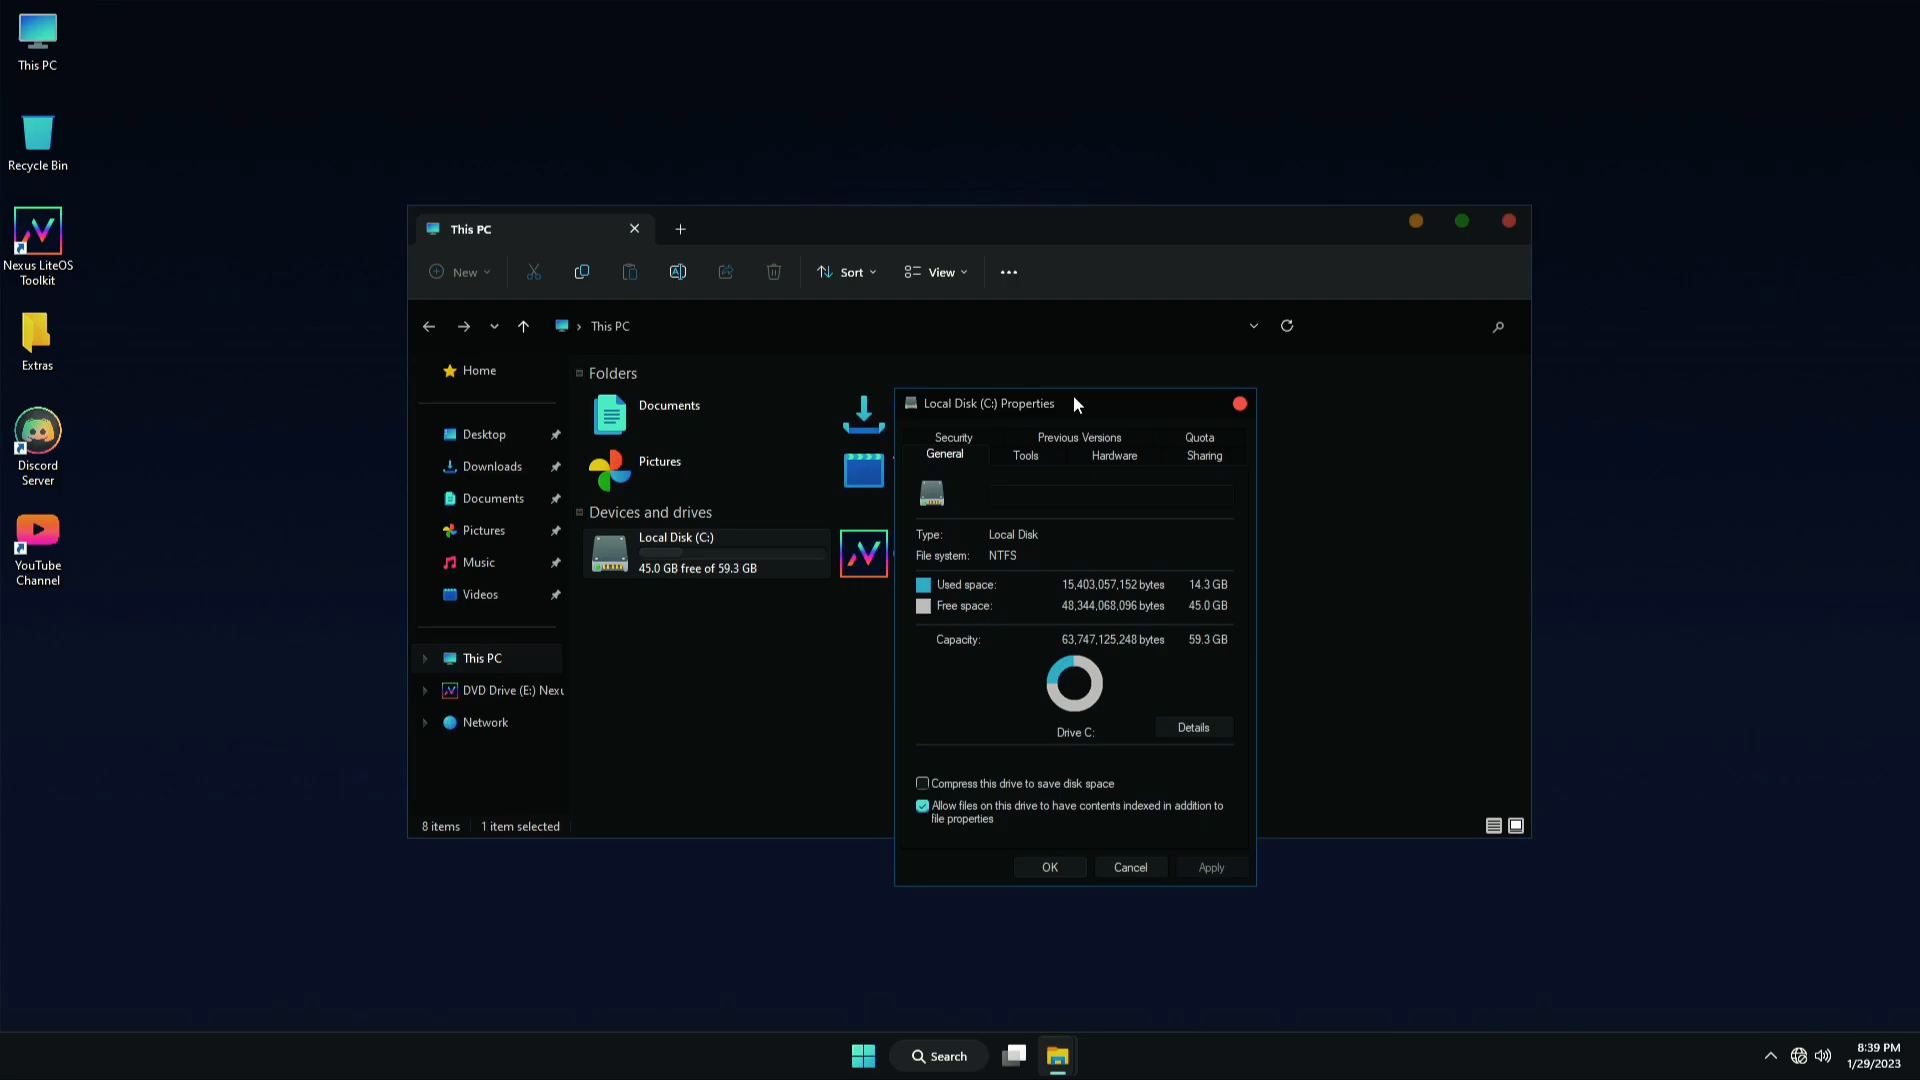 This PC
Recycle Bin
Nexus LiteOS
Toolkit
Extras
Discord
Server
YouTube
Channel
This PC
New
Sort
View
This PC
Home
Desktop
Downloads
Documents
Pictures
Music
Videos
This PC
DVD Drive (E:) Nexu
Network
Folders
Documents
Pictures
Devices and drives
Local Disk (C:)
45.0 GB free of 59.3 GB
8 items
1 item selected
Local Disk (C:) Properties
Security
Previous Versions
Quota
General
Tools
Hardware
Sharing
Type: Local Disk
File system: NTFS
Used space: 15,403,057,152 bytes 14.3 GB
Free space: 48,344,068,096 bytes 45.0 GB
Capacity: 63,747,125,248 bytes 59.3 GB
Drive C:
Details
Compress this drive to save disk space
Allow files on this drive to have contents indexed in addition to
file properties
OK
Cancel
Apply
Search
8:39 PM
1/29/2023